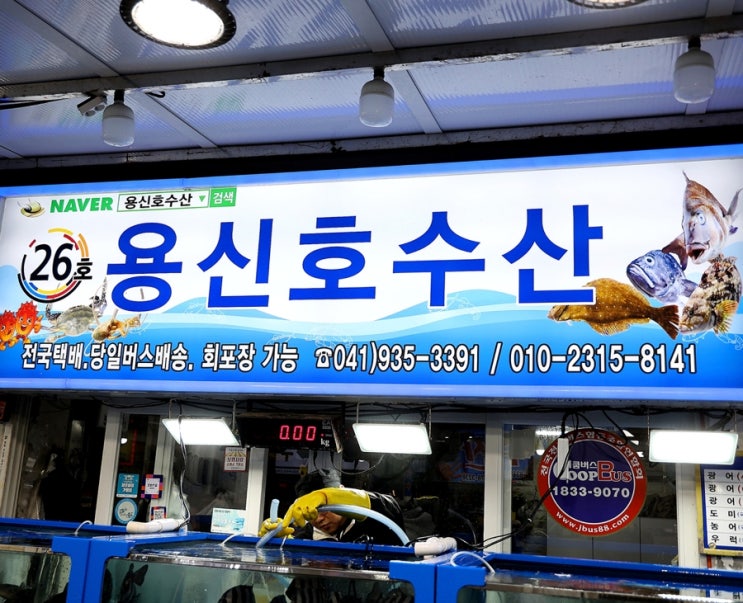 NAVER 용신호수산 ▼ 검색
26호 용신호수산
전국택배.당일버스배송. 회포장 가능 ☎041)935-3391 / 010-2315-8141
0.00
kg
BUS
1833-9070
www.jbus88.com
광 어
광 어
광 어
도 미
농 어
우 럭